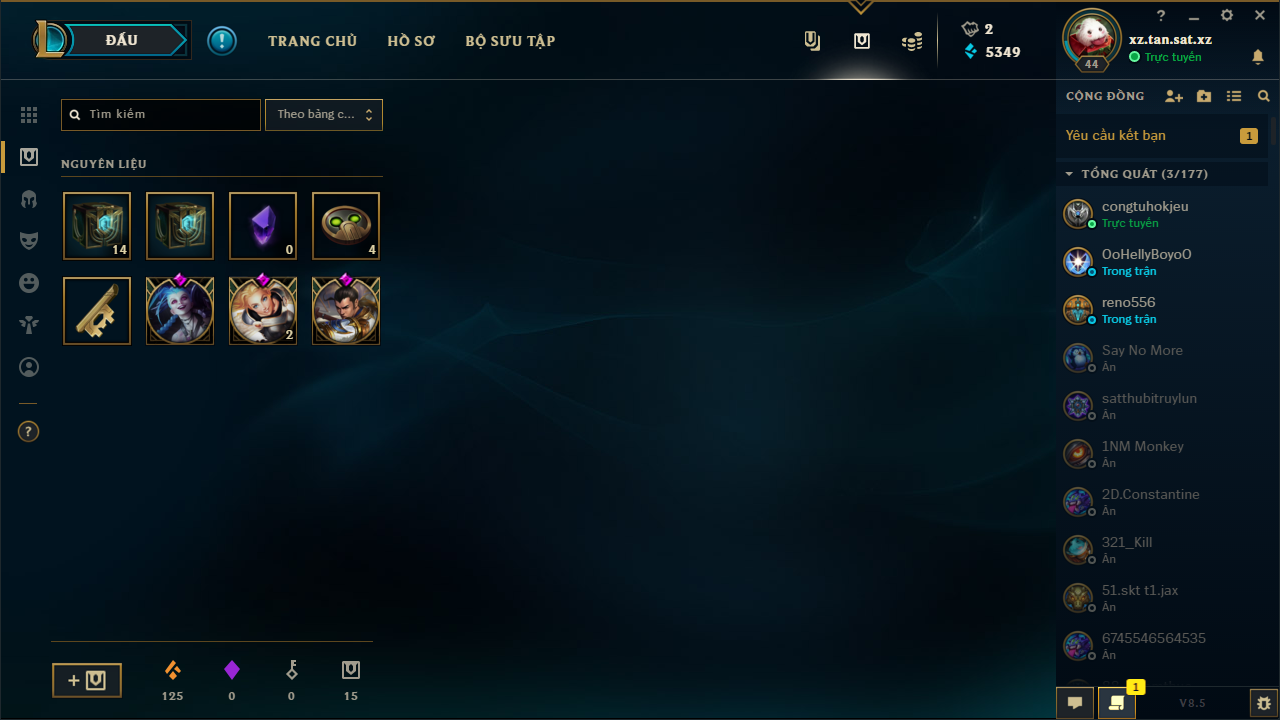 ĐẤU
TRANG CHỦ
HỒ SƠ
BỘ SƯU TẬP
2
5349
?
xz.tan.sat.xz
Trực tuyến
44
Tìm kiếm
Theo bảng c...
NGUYÊN LIỆU
14
0
4
2
?
125
0
0
15
CỘNG ĐỒNG
Yêu cầu kết bạn
1
TỔNG QUÁT (3/177)
congtuhokjeu
Trực tuyến
OoHellyBoyoO
Trong trận
reno556
Trong trận
Say No More
Ẩn
satthubitruylun
Ẩn
1NM Monkey
Ẩn
2D.Constantine
Ẩn
321_Kill
Ẩn
51.skt t1.jax
Ẩn
6745546564535
Ẩn
1
V8.5